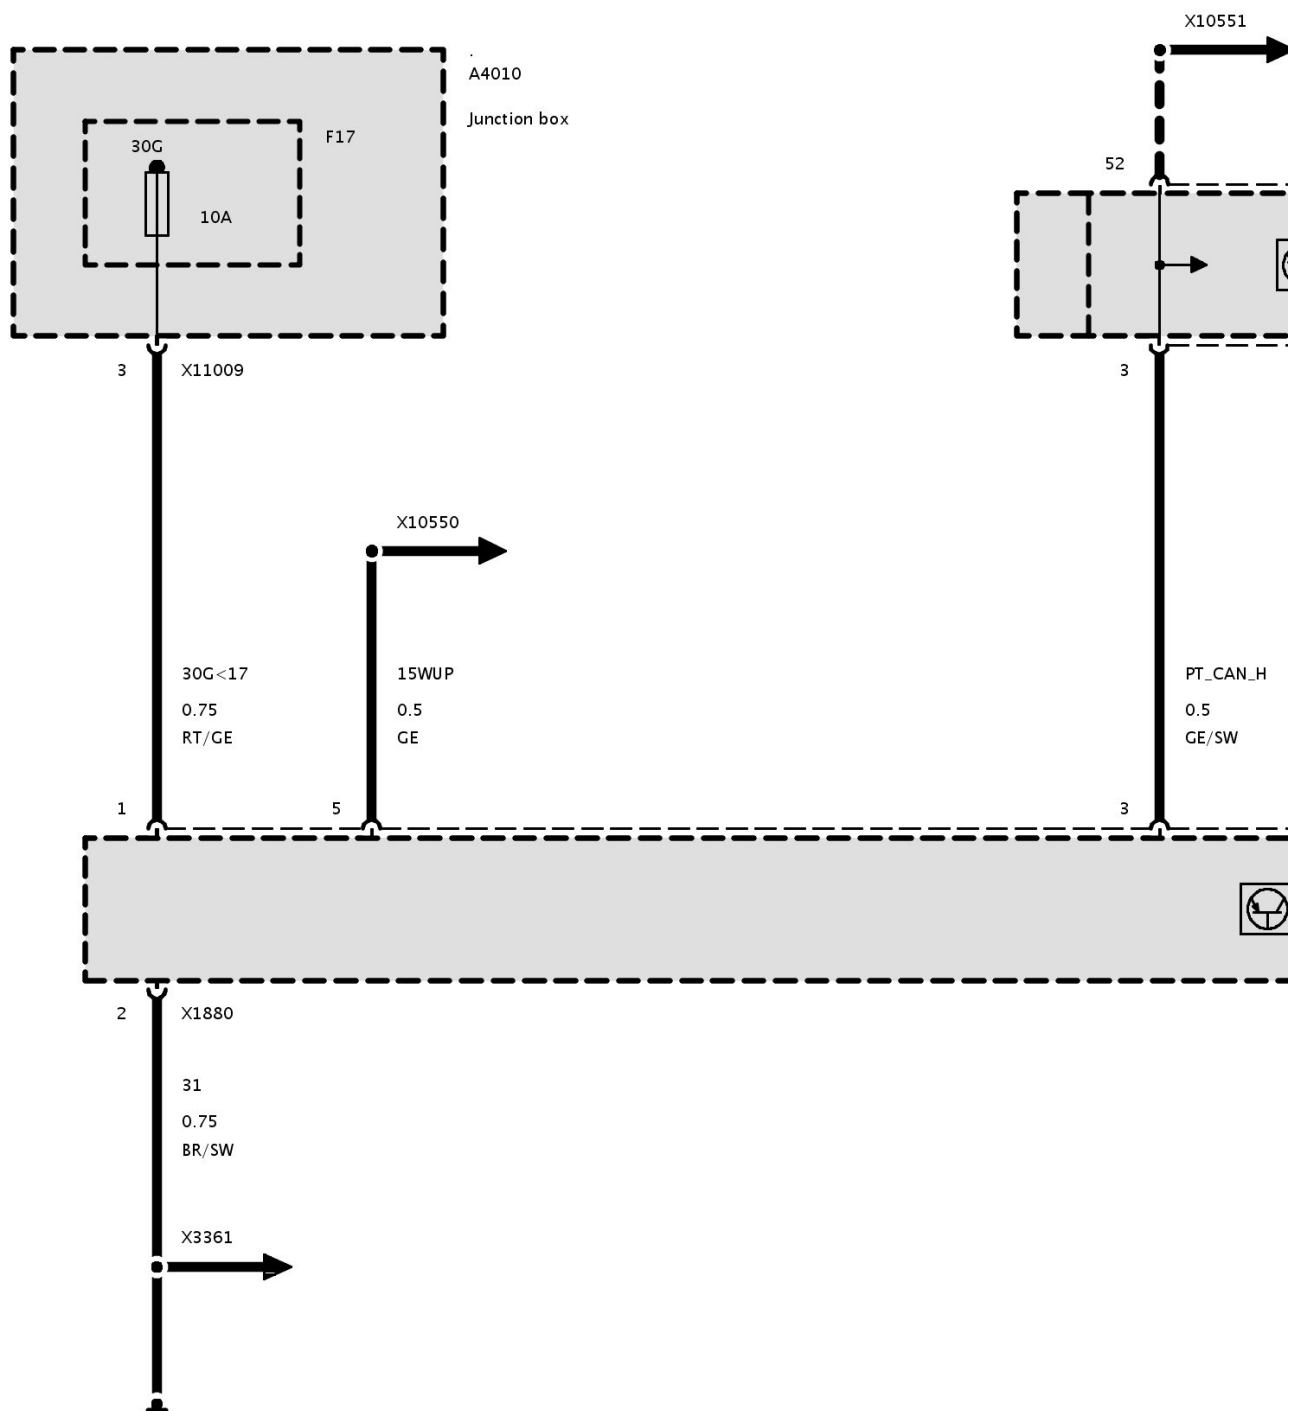 X10551
.
A4010
Junction box
F17
30G
10A
52
3
X11009
3
X10550
30G<17
0.75
RT/GE
15WUP
0.5
GE
PT_CAN_H
0.5
GE/SW
1
5
3
2
X1880
31
0.75
BR/SW
X3361